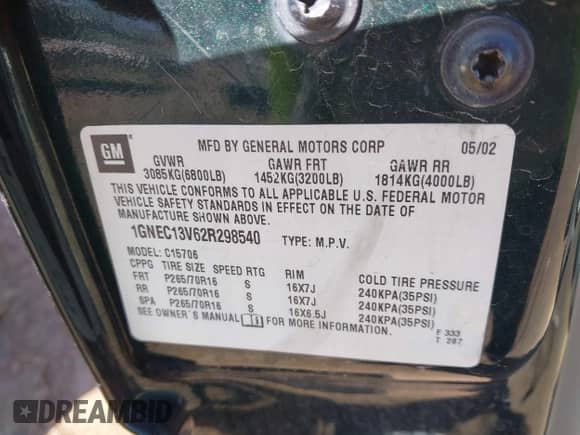 GM
MFD BY GENERAL MOTORS CORP 05/02
GVWR GAWR FRT GAWR RR
3085KG(6800LB) 1452KG(3200LB) 1814KG(4000LB)
THIS VEHICLE CONFORMS TO ALL APPLICABLE U.S. FEDERAL MOTOR
VEHICLE SAFETY STANDARDS IN EFFECT ON THE DATE OF
MANUFACTURE SHOWN ABOVE.
1GNEC13V62R298540 TYPE: M.P.V.
MODEL: C15706
CPPG TIRE SIZE SPEED RTG RIM COLD TIRE PRESSURE
FRT P265/70R16 S 16X7J 240KPA(35PSI)
RR P265/70R16 S 16X7J 240KPA(35PSI)
SPA P265/70R16 S 16X6.5J 240KPA(35PSI)
SEE OWNER'S MANUAL FOR MORE INFORMATION.
F 333
T 287
DREAMBID